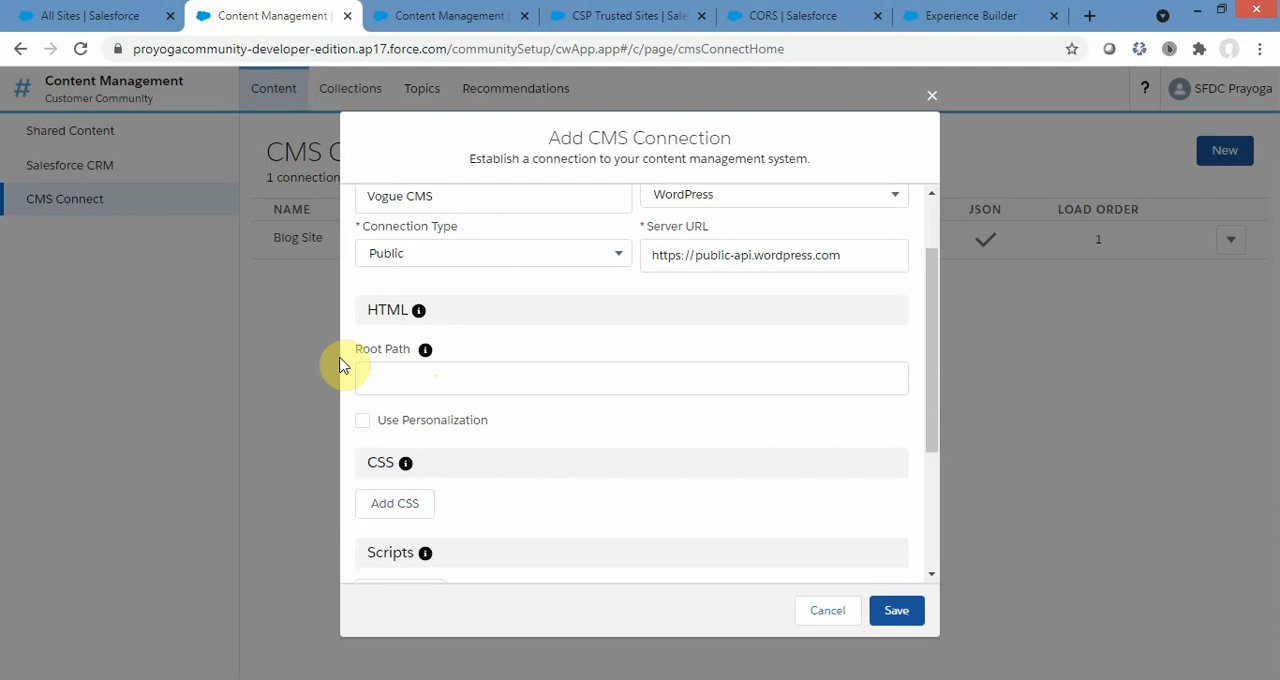 All Sites | Salesforce
Content Management |
Content Management |
CSP Trusted Sites | Sale
CORS | Salesforce
Experience Builder
proyogacommunity-developer-edition.ap17.force.com/communitySetup/cwApp.app#/c/page/cmsConnectHome
Content Management
Customer Community
Content
Collections
Topics
Recommendations
?
SFDC Prayoga
Shared Content
Salesforce CRM
CMS Connect
CMS C
1 connection
New
NAME
JSON
LOAD ORDER
Blog Site
1
Add CMS Connection
Establish a connection to your content management system.
Vogue CMS
WordPress
* Connection Type
* Server URL
Public
https://public-api.wordpress.com
HTML
Root Path
Use Personalization
CSS
Add CSS
Scripts
Cancel
Save